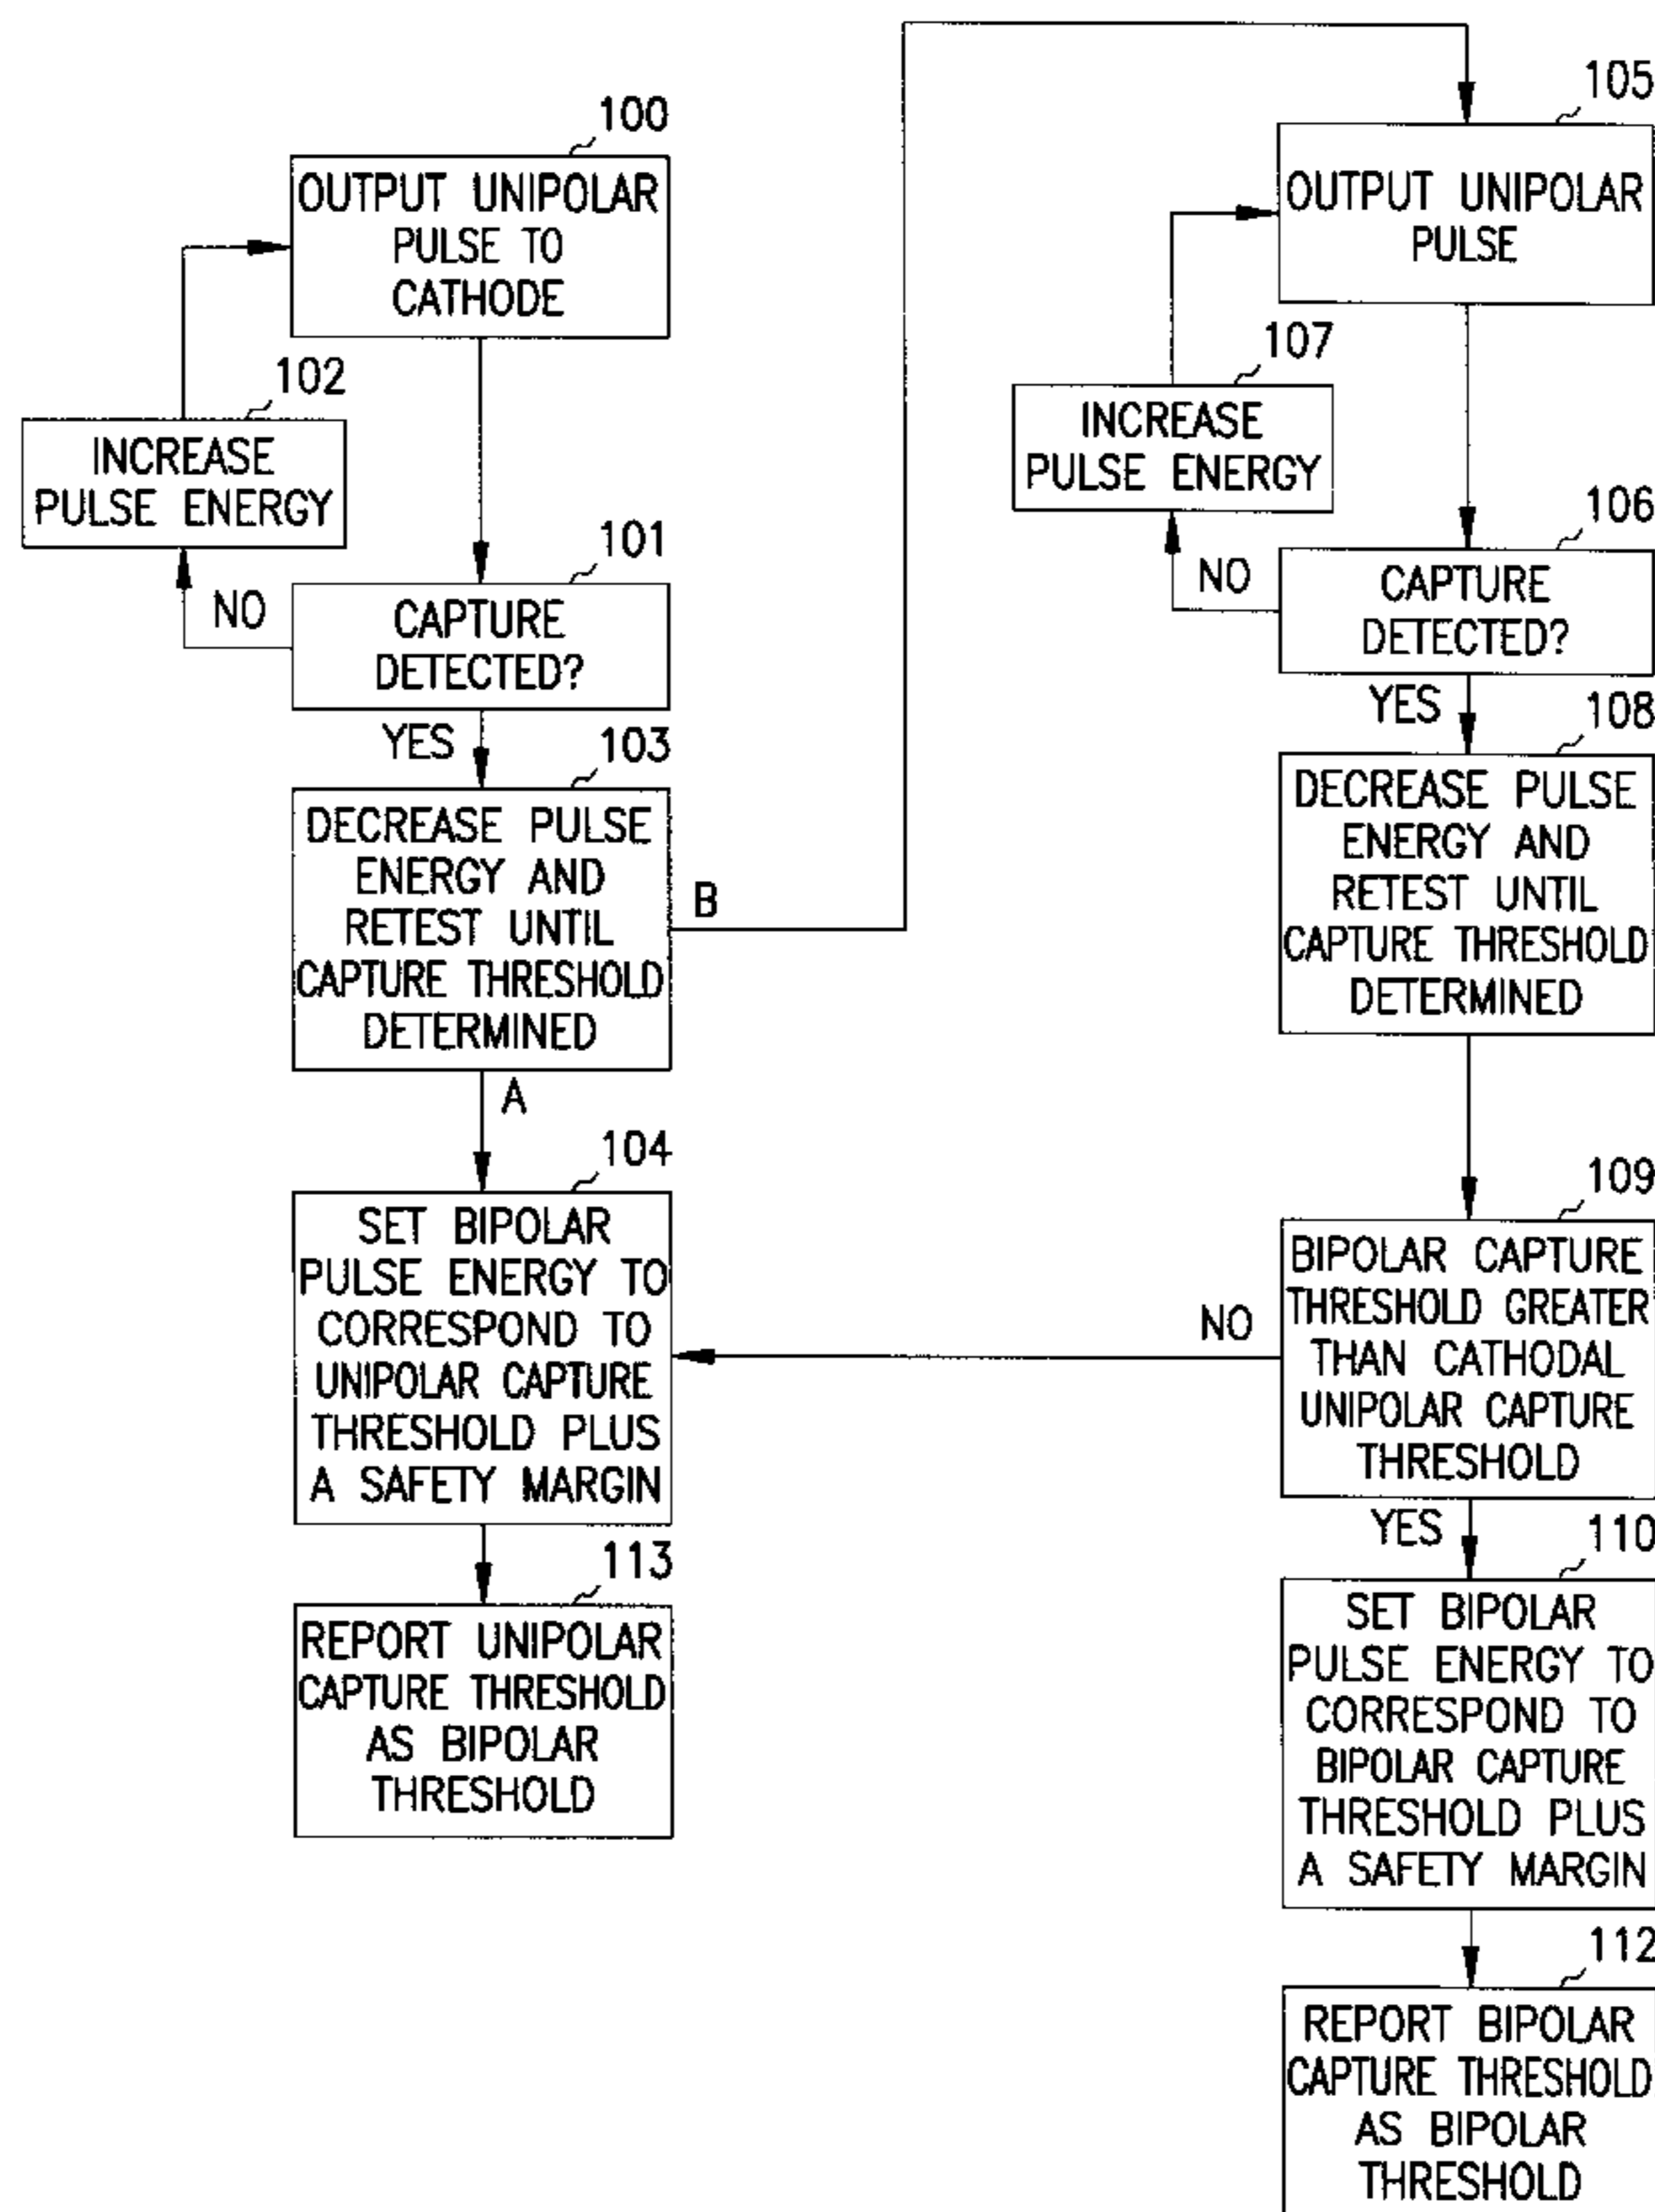 100
OUTPUT UNIPOLAR
PULSE TO
CATHODE
102
INCREASE
PULSE ENERGY
101
NO
CAPTURE
DETECTED?
YES
103
DECREASE PULSE
ENERGY AND
RETEST UNTIL
CAPTURE THRESHOLD
DETERMINED
B
A
104
SET BIPOLAR
PULSE ENERGY TO
CORRESPOND TO
UNIPOLAR CAPTURE
THRESHOLD PLUS
A SAFETY MARGIN
113
REPORT UNIPOLAR
CAPTURE THRESHOLD
AS BIPOLAR
THRESHOLD
105
OUTPUT UNIPOLAR
PULSE
107
INCREASE
PULSE ENERGY
106
NO
CAPTURE
DETECTED?
YES
108
DECREASE PULSE
ENERGY AND
RETEST UNTIL
CAPTURE THRESHOLD
DETERMINED
109
BIPOLAR CAPTURE
THRESHOLD GREATER
THAN CATHODAL
UNIPOLAR CAPTURE
THRESHOLD
NO
YES
110
SET BIPOLAR
PULSE ENERGY TO
CORRESPOND TO
BIPOLAR CAPTURE
THRESHOLD PLUS
A SAFETY MARGIN
112
REPORT BIPOLAR
CAPTURE THRESHOLD
AS BIPOLAR
THRESHOLD